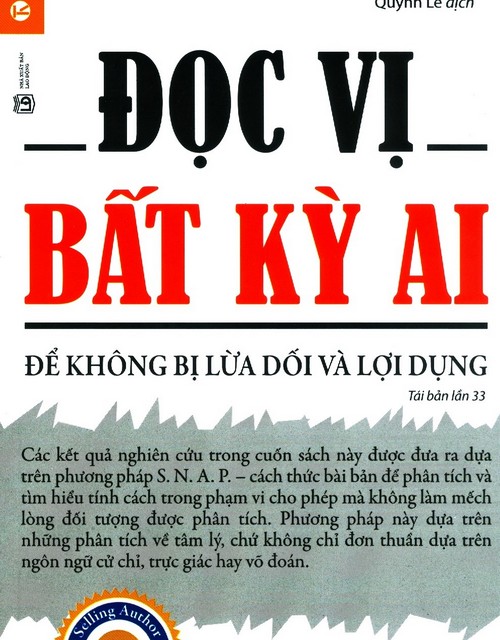 Quỳnh Lê dịch
NHÀ XUẤT BẢN
LAO ĐỘNG
ĐỌC VỊ
BẤT KỲ AI
ĐỂ KHÔNG BỊ LỪA DỐI VÀ LỢI DỤNG
Tái bản lần 33
Các kết quả nghiên cứu trong cuốn sách này được đưa ra dựa
trên phương pháp S. N. A. P. – cách thức bài bản để phân tích và
tìm hiểu tính cách trong phạm vi cho phép mà không làm mếch
lòng đối tượng được phân tích. Phương pháp này dựa trên
những phân tích về tâm lý, chứ không chỉ đơn thuần dựa trên
ngôn ngữ cử chỉ, trực giác hay võ đoán.
Selling Author